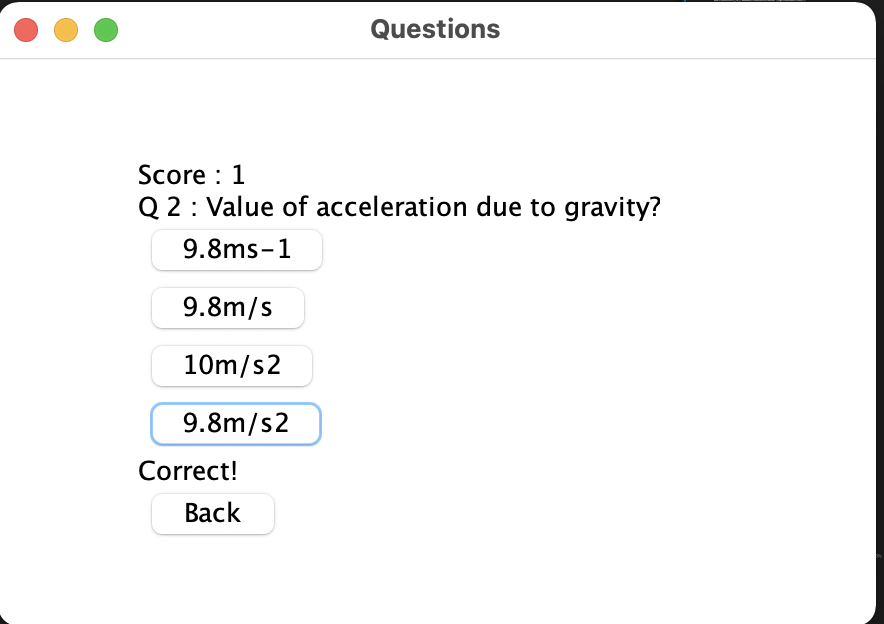 Questions
Score : 1
Q 2 : Value of acceleration due to gravity?
9.8ms-1
9.8m/s
10m/s2
9.8m/s2
Correct!
Back